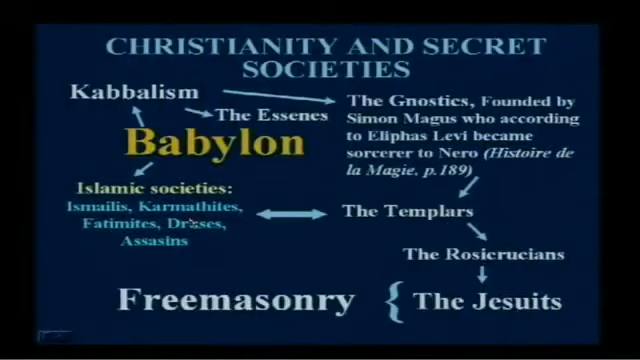 CHRISTIANITY AND SECRET
SOCIETIES
Kabbalism
The Essenes
Babylon
The Gnostics, Founded by
Simon Magus who according
to Eliphas Levi became
sorcerer to Nero (Histoire de
la Magie, p.189)
Islamic societies:
Ismailis, Karmathites,
Fatimites, Druses,
Assasins
The Templars
The Rosicrucians
Freemasonry { The Jesuits